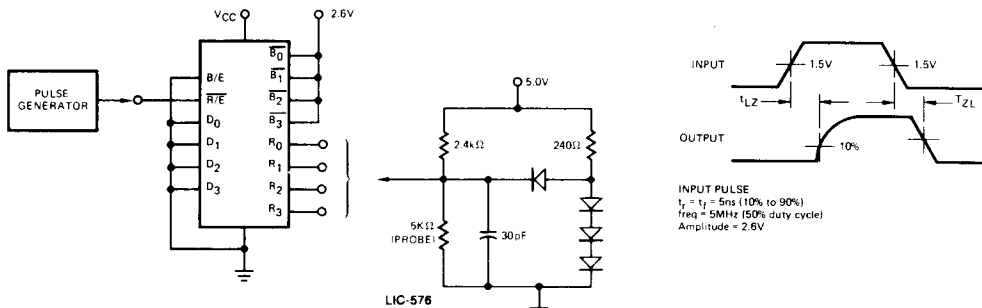 PULSE
GENERATOR
VCC
2.6V
B/E
R/E
D0
D1
D2
D3
B0
B1
B2
B3
R0
R1
R2
R3
5.0V
2.4kΩ
240Ω
5KΩ
(PROBE)
30pF
LIC-576
INPUT
1.5V
1.5V
tLZ
TZL
OUTPUT
10%
INPUT PULSE
tr = tf = 5ns (10% to 90%)
freq = 5MHz (50% duty cycle)
Amplitude = 2.6V